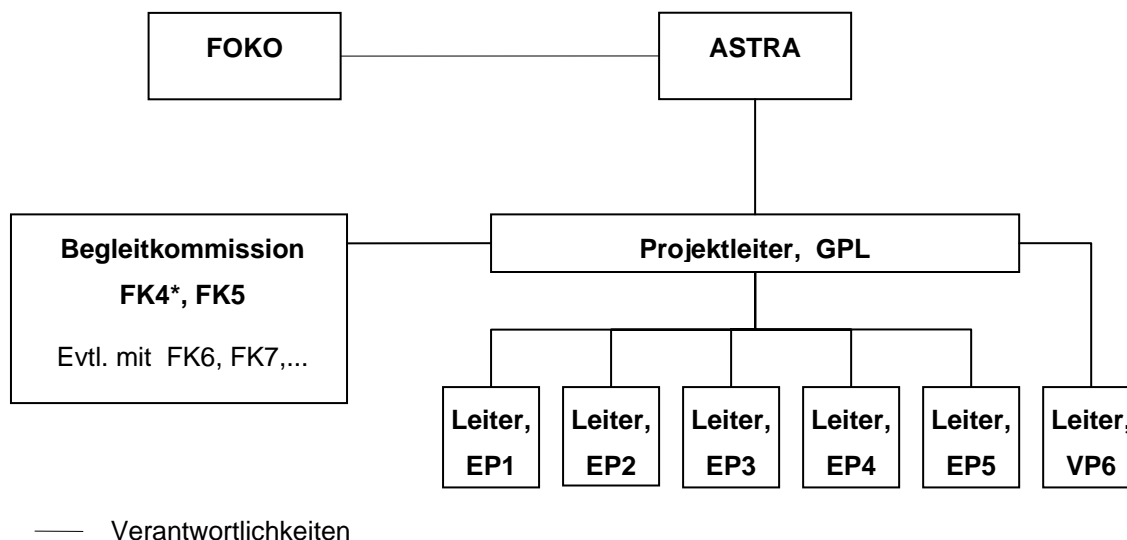 FOKO
ASTRA
Begleitkommission
FK4*, FK5
Evtl. mit FK6, FK7,...
Projektleiter, GPL
Leiter,
EP1
Leiter,
EP2
Leiter,
EP3
Leiter,
EP4
Leiter,
EP5
Leiter,
VP6
Verantwortlichkeiten